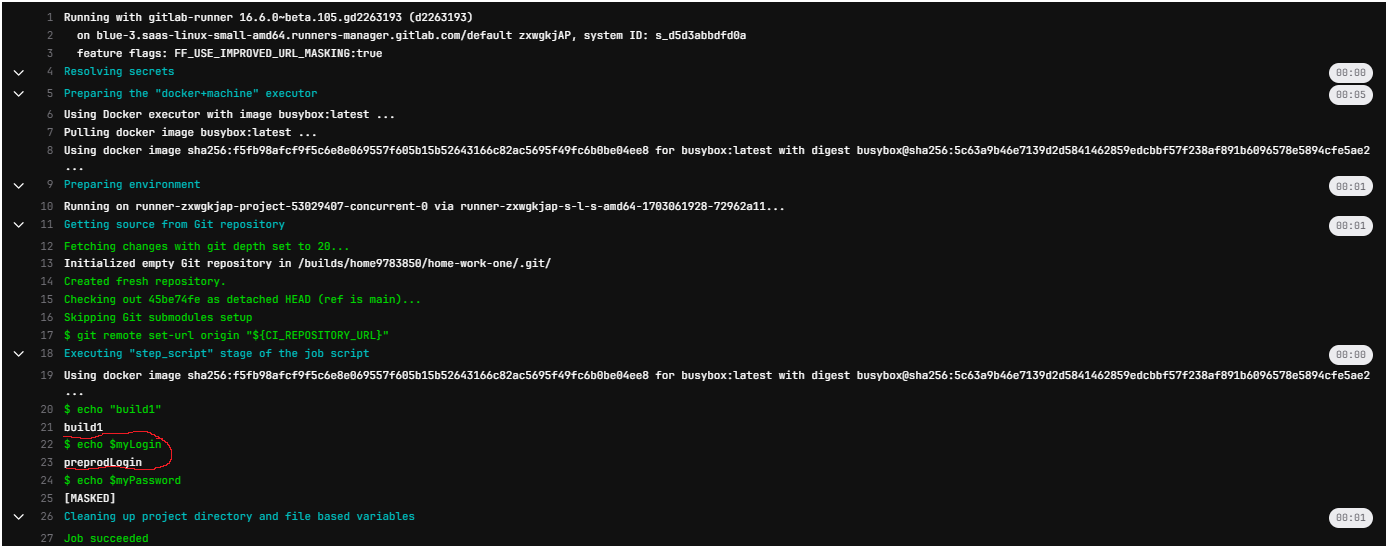 1 Running with gitlab-runner 16.6.0~beta.105.gd2263193 (d2263193)
2 on blue-3.saas-linux-small-amd64.runners-manager.gitlab.com/default zxwgkjAP, system ID: s_d5d3abbdfd0a
3 feature flags: FF_USE_IMPROVED_URL_MASKING:true
4 Resolving secrets 00:00
5 Preparing the "docker+machine" executor 00:05
6 Using Docker executor with image busybox:latest ...
7 Pulling docker image busybox:latest ...
8 Using docker image sha256:f5fb98afcf9f5c6e8e069557f605b15b52643166c82ac5695f49fc6b0be04ee8 for busybox:latest with digest busybox@sha256:5c63a9b46e7139d2d5841462859edcbbf57f238af891b6096578e5894cfe5ae2
...
9 Preparing environment 00:01
10 Running on runner-zxwgkjap-project-53029407-concurrent-0 via runner-zxwgkjap-s-l-s-amd64-1703061928-72962a11...
11 Getting source from Git repository 00:01
12 Fetching changes with git depth set to 20...
13 Initialized empty Git repository in /builds/home9783850/home-work-one/.git/
14 Created fresh repository.
15 Checking out 45be74fe as detached HEAD (ref is main)...
16 Skipping Git submodules setup
17 $ git remote set-url origin "${CI_REPOSITORY_URL}"
18 Executing "step_script" stage of the job script 00:00
19 Using docker image sha256:f5fb98afcf9f5c6e8e069557f605b15b52643166c82ac5695f49fc6b0be04ee8 for busybox:latest with digest busybox@sha256:5c63a9b46e7139d2d5841462859edcbbf57f238af891b6096578e5894cfe5ae2
...
20 $ echo "build1"
21 build1
22 $ echo $myLogin
23 preprodLogin
24 $ echo $myPassword
25 [MASKED]
26 Cleaning up project directory and file based variables 00:01
27 Job succeeded